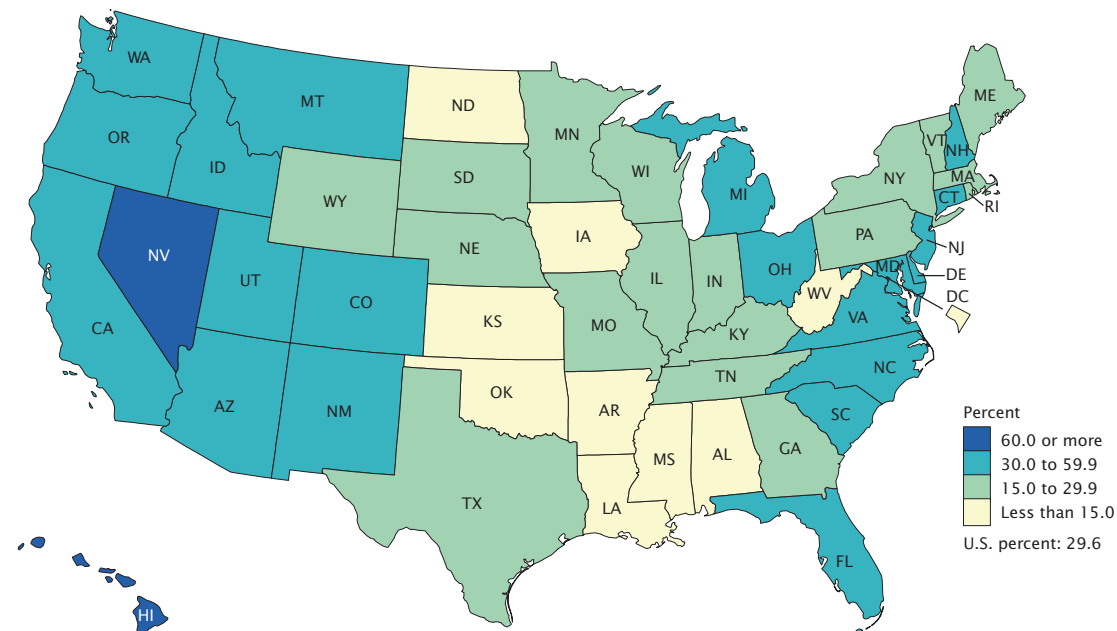 WA
MT
ND
MN
ME
OR
ID
SD
WI
VT
NH
WY
NY
MA
MI
CT
RI
NE
IA
PA
NJ
NV
UT
CO
IL
IN
OH
MD
DE
WV
DC
CA
KS
MO
KY
VA
AZ
NM
OK
AR
TN
NC
SC
MS
AL
GA
TX
LA
FL
HI
Percent
60.0 or more
30.0 to 59.9
15.0 to 29.9
Less than 15.0
U.S. percent: 29.6